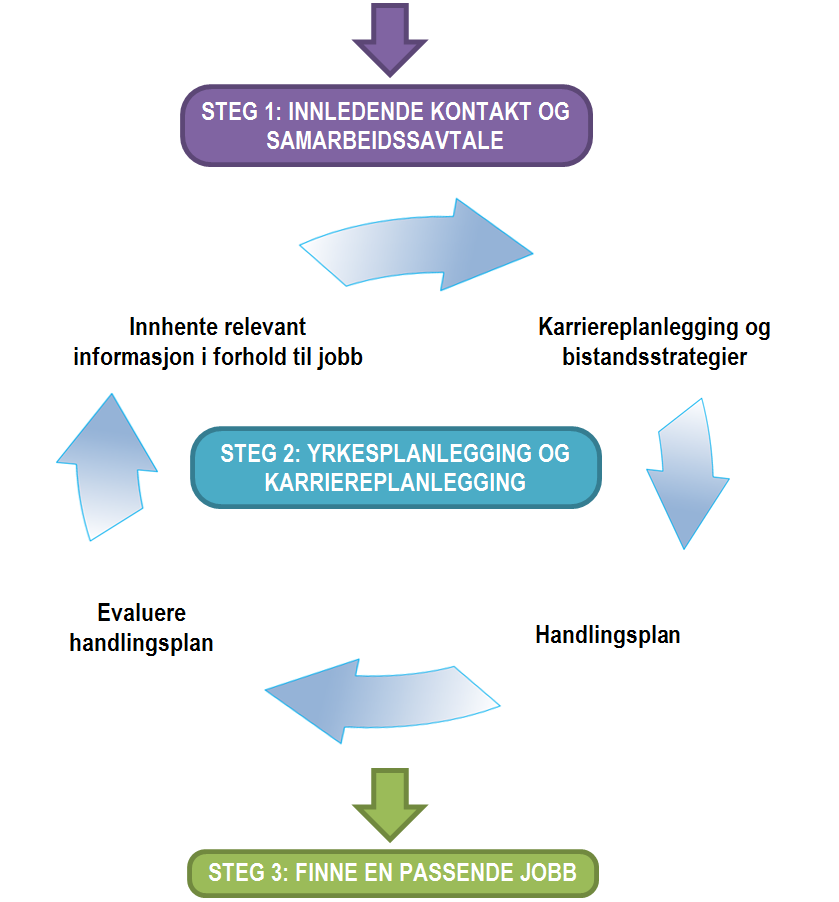 STEG 1: INNLEDENDE KONTAKT OG
SAMARBEIDSSAVTALE
Innhente relevant
informasjon i forhold til jobb
Karriereplanlegging og
bistandsstrategier
STEG 2: YRKESPLANLEGGING OG
KARRIEREPLANLEGGING
Evaluere
handlingsplan
Handlingsplan
STEG 3: FINNE EN PASSENDE JOBB